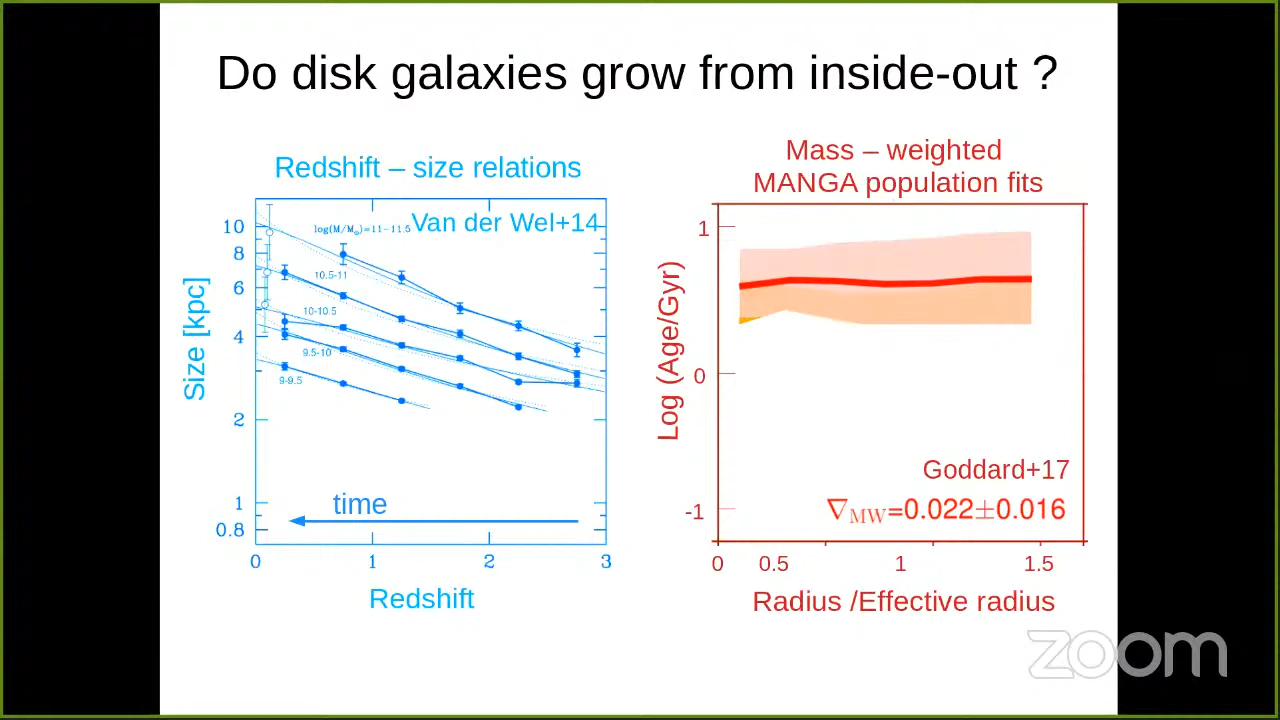 Do disk galaxies grow from inside-out ?
Redshift – size relations
Van der Wel+14
log(M/M⊙)=11-11.5
10.5-11
10-10.5
9.5-10
9-9.5
10
8
6
4
2
1
0.8
Size [kpc]
time
0 1 2 3
Redshift
Mass – weighted
MANGA population fits
1
0
-1
Log (Age/Gyr)
Goddard+17
∇MW=0.022±0.016
0 0.5 1 1.5
Radius /Effective radius
zoom